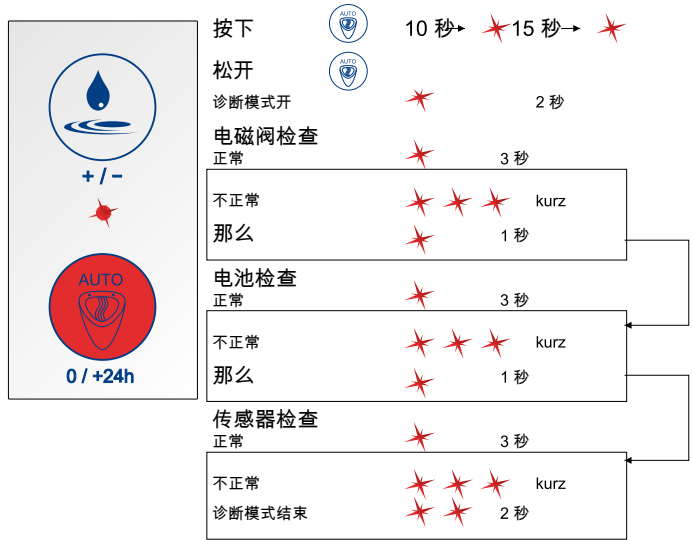 + / −
AUTO
0 / +24h
按下 AUTO 10 秒 15 秒
松开 AUTO
诊断模式开 2 秒
电磁阀检查
正常 3 秒
不正常 kurz
那么 1 秒
电池检查
正常 3 秒
不正常 kurz
那么 1 秒
传感器检查
正常 3 秒
不正常 kurz
诊断模式结束 2 秒